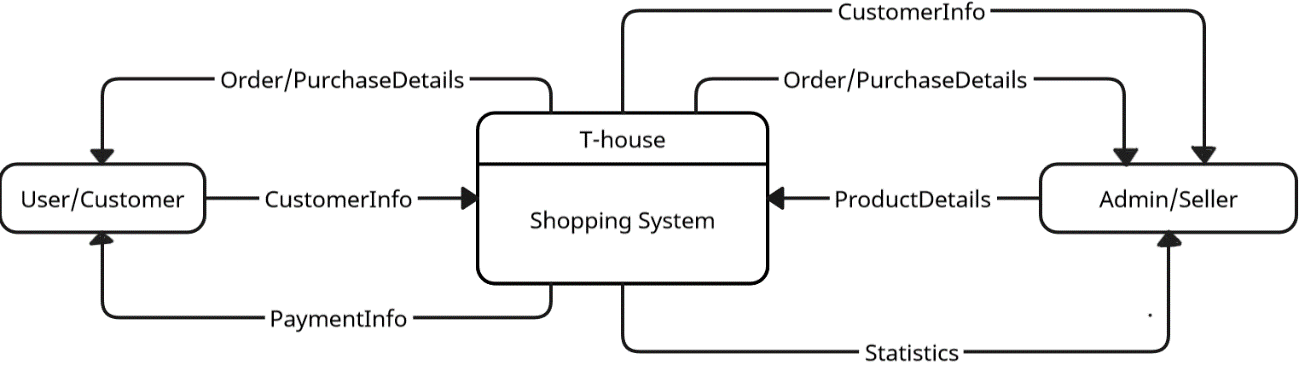 CustomerInfo
Order/PurchaseDetails
Order/PurchaseDetails
T-house
User/Customer
CustomerInfo
Shopping System
ProductDetails
Admin/Seller
PaymentInfo
Statistics